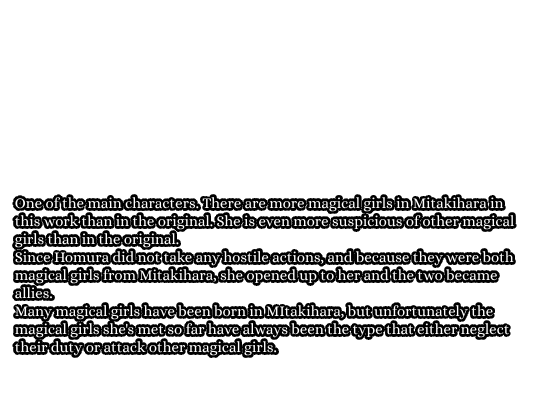 One of the main characters. There are more magical girls in Mitakihara in
this work than in the original. She is even more suspicious of other magical
girls than in the original.
Since Homura did not take any hostile actions, and because they were both
magical girls from Mitakihara, she opened up to her and the two became
allies.
Many magical girls have been born in MItakihara, but unfortunately the
magical girls she's met so far have always been the type that either neglect
their duty or attack other magical girls.